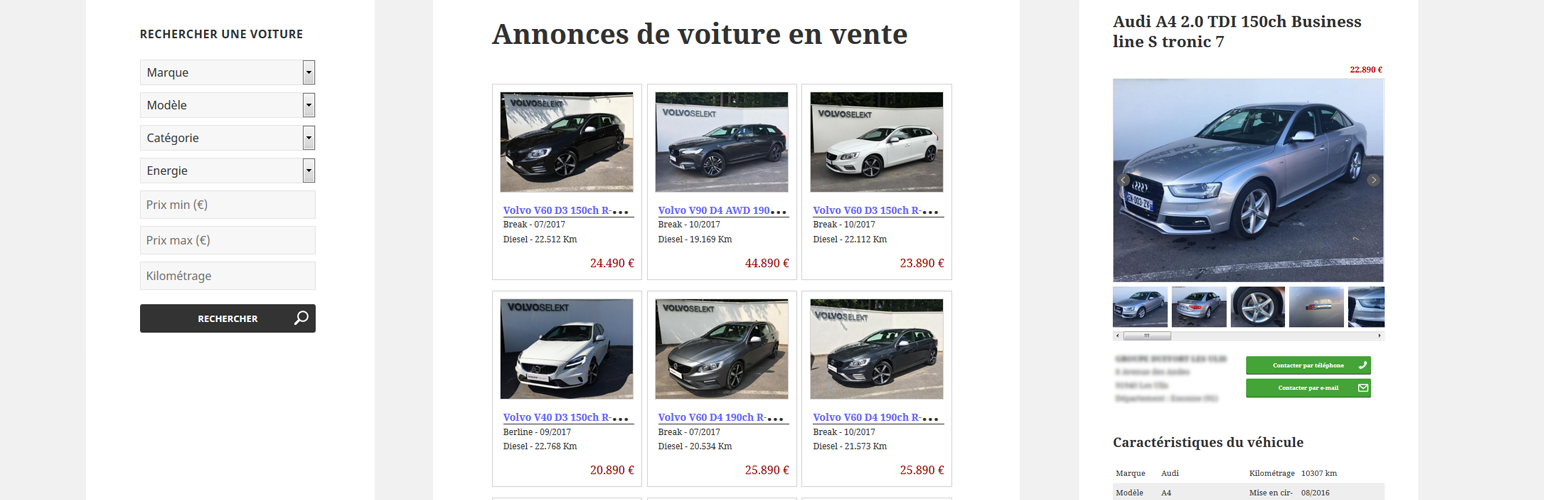 RECHERCHER UNE VOITURE
Marque
Modèle
Catégorie
Energie
Prix min (€)
Prix max (€)
Kilométrage
RECHERCHER
Annonces de voiture en vente
VOLVOSELEKT
VOLVOSELEKT
VOLVOSELEKT
Volvo V60 D3 150ch R-...
Break - 07/2017
Diesel - 22.512 Km
24.490 €
Volvo V90 D4 AWD 190...
Break - 10/2017
Diesel - 19.169 Km
44.890 €
Volvo V60 D3 150ch R-...
Break - 10/2017
Diesel - 22.112 Km
23.890 €
VOLVOSELEKT
VOLVOSELEKT
VOLVOSELEKT
Volvo V40 D3 150ch R-...
Berline - 09/2017
Diesel - 22.768 Km
20.890 €
Volvo V60 D4 190ch R-...
Break - 07/2017
Diesel - 20.534 Km
25.890 €
Volvo V60 D4 190ch R-...
Break - 10/2017
Diesel - 21.573 Km
25.890 €
Audi A4 2.0 TDI 150ch Business
line S tronic 7
22.890 €
Contacter par téléphone
Contacter par e-mail
Caractéristiques du véhicule
Marque Audi Kilométrage 10307 km
Modèle A4 Mise en cir- 08/2016